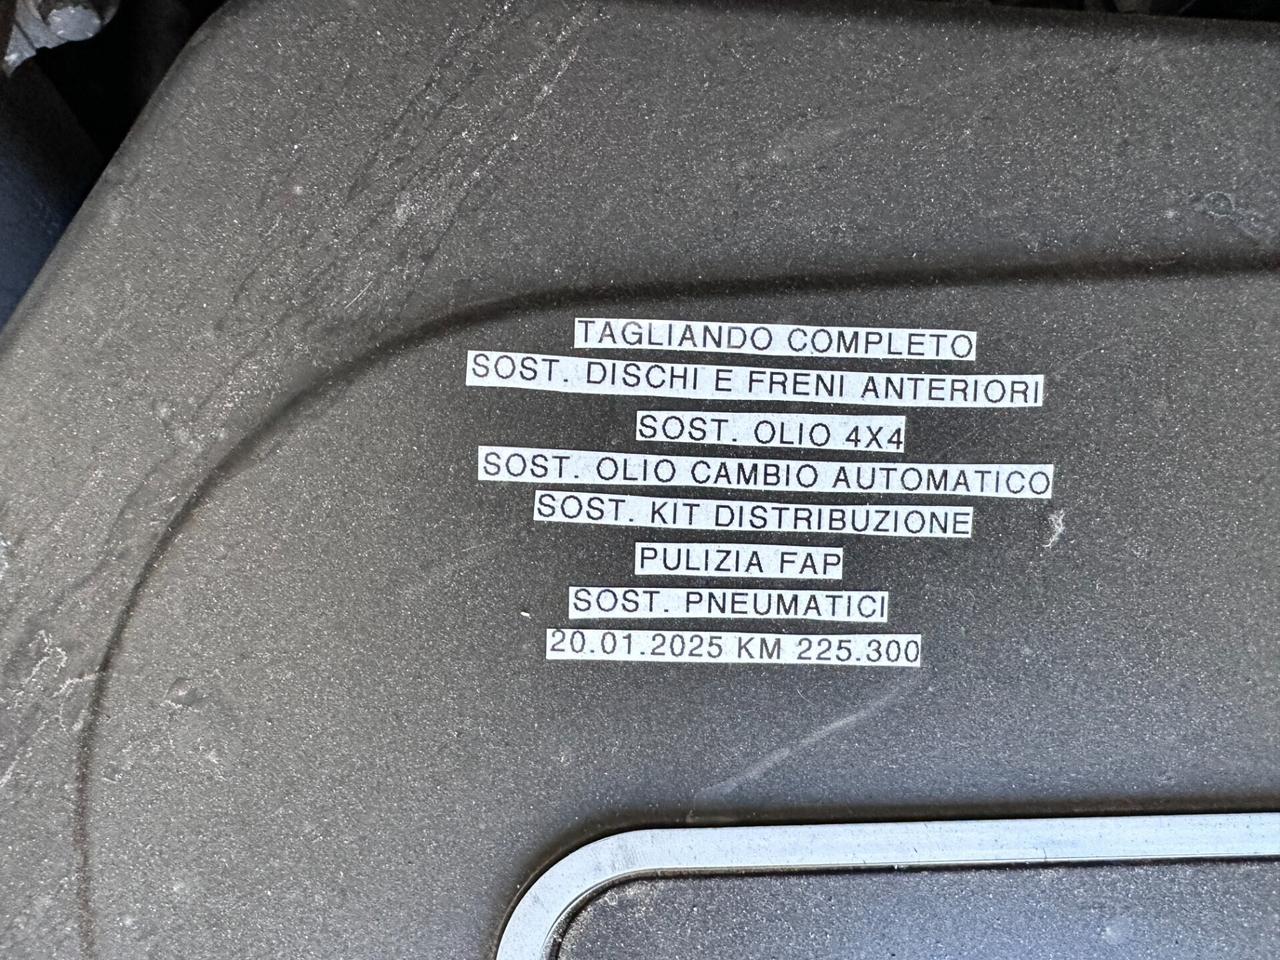 TAGLIANDO COMPLETO
SOST. DISCHI E FRENI ANTERIORI
SOST. OLIO 4X4
SOST. OLIO CAMBIO AUTOMATICO
SOST. KIT DISTRIBUZIONE
PULIZIA FAP
SOST. PNEUMATICI
20.01.2025 KM 225.300